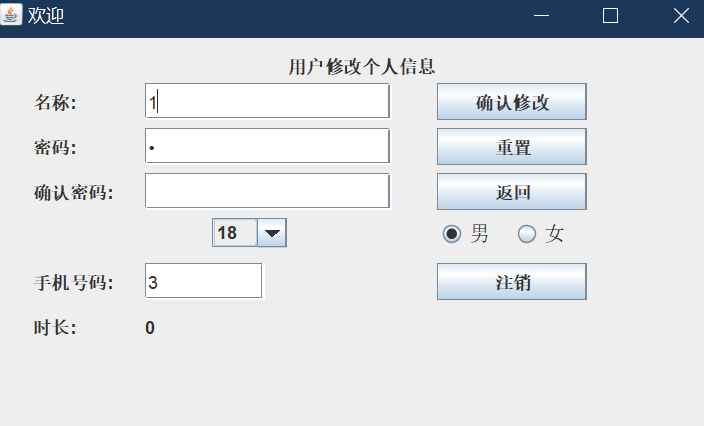 欢迎
用户修改个人信息
名称: 1 确认修改
密码: • 重置
确认密码: 返回
18 男 女
手机号码: 3 注销
时长: 0